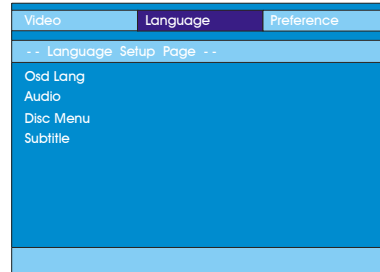 Video Language Preference
- - Language Setup Page - -
Osd Lang
Audio
Disc Menu
Subtitle